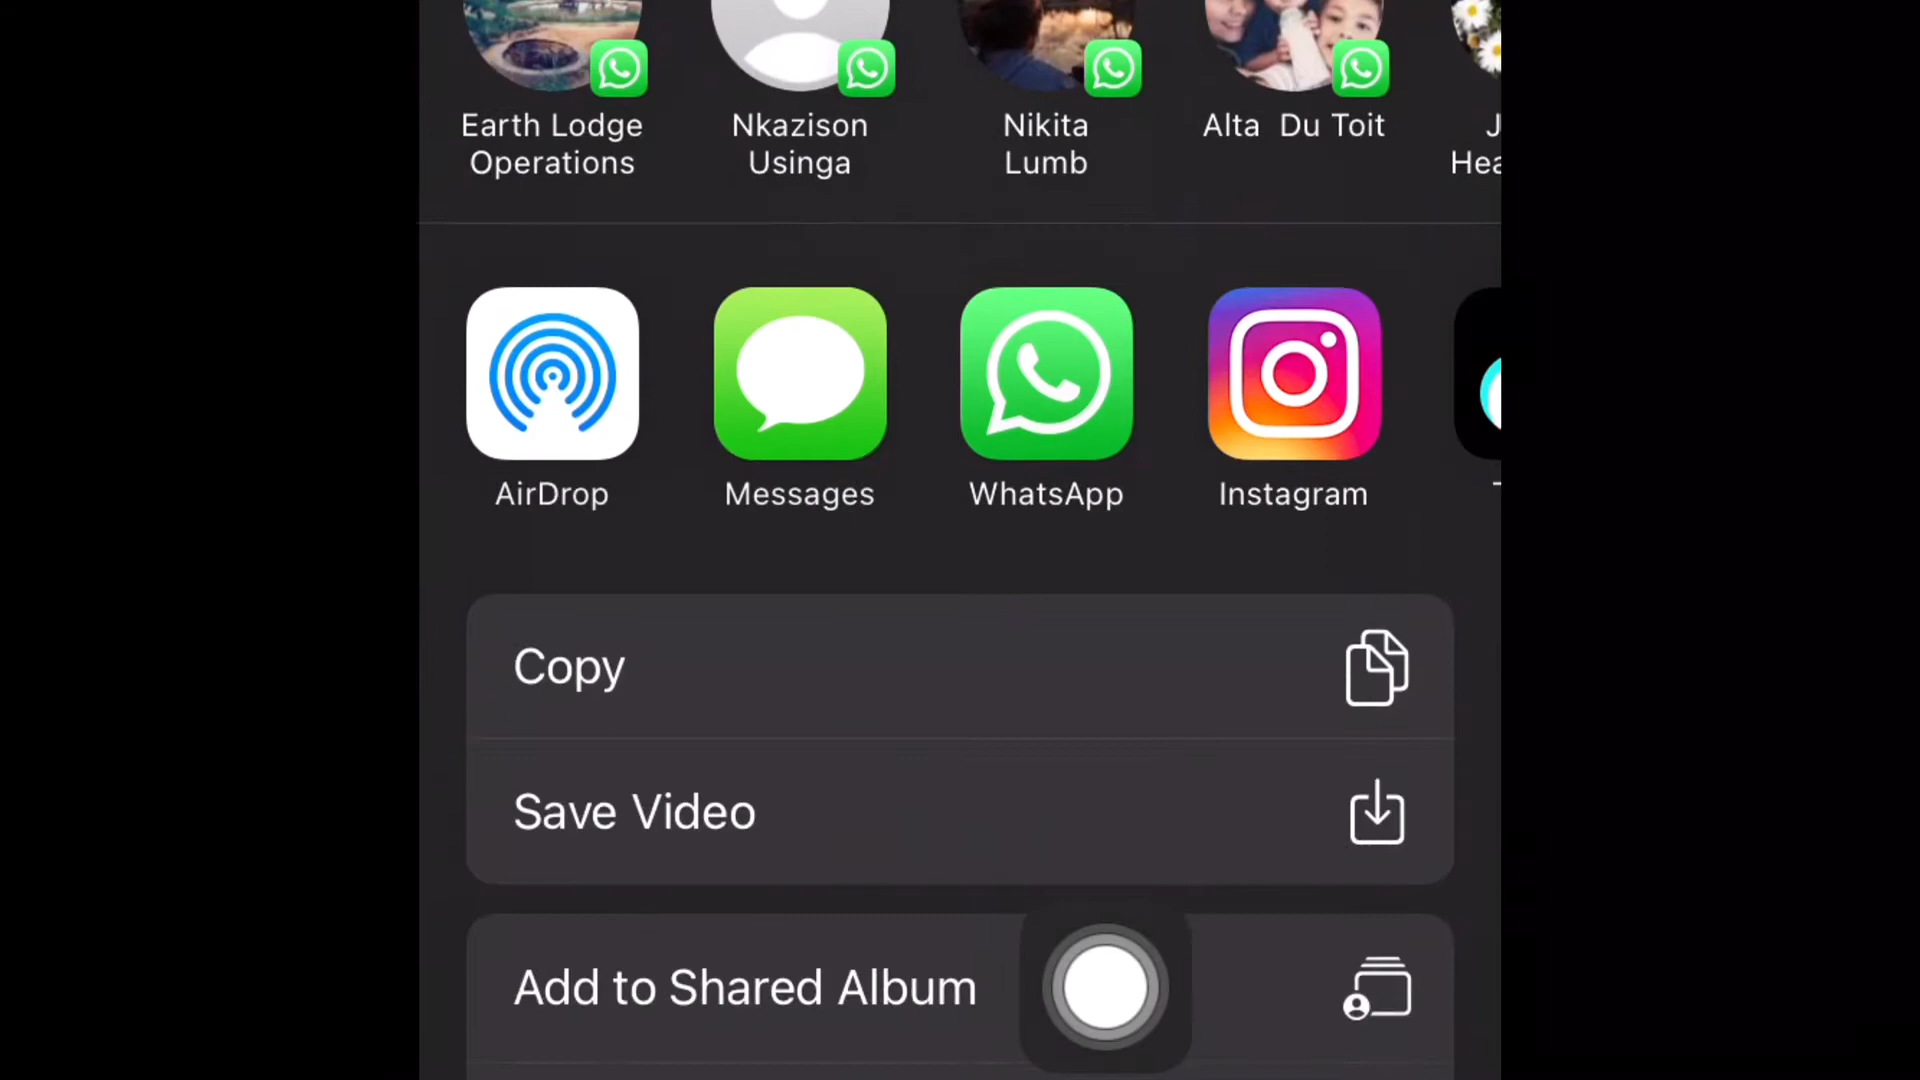 Earth Lodge
Operations
Nkazison
Usinga
Nikita
Lumb
Alta Du Toit
AirDrop
Messages
WhatsApp
Instagram
Copy
Save Video
Add to Shared Album